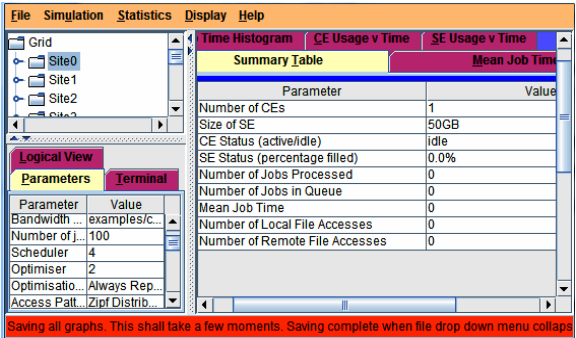 File Simulation Statistics Display Help
Grid
Site0
Site1
Site2
Logical View
Parameters Terminal
Parameter Value
Bandwidth ... examples/c...
Number of j... 100
Scheduler 4
Optimiser 2
Optimisatio... Always Rep...
Access Patt... Zipf Distrib...
Time Histogram CE Usage v Time SE Usage v Time
Summary Table Mean Job Time
Parameter Value
Number of CEs 1
Size of SE 50GB
CE Status (active/idle) idle
SE Status (percentage filled) 0.0%
Number of Jobs Processed 0
Number of Jobs in Queue 0
Mean Job Time 0
Number of Local File Accesses 0
Number of Remote File Accesses 0
Saving all graphs. This shall take a few moments. Saving complete when file drop down menu collaps